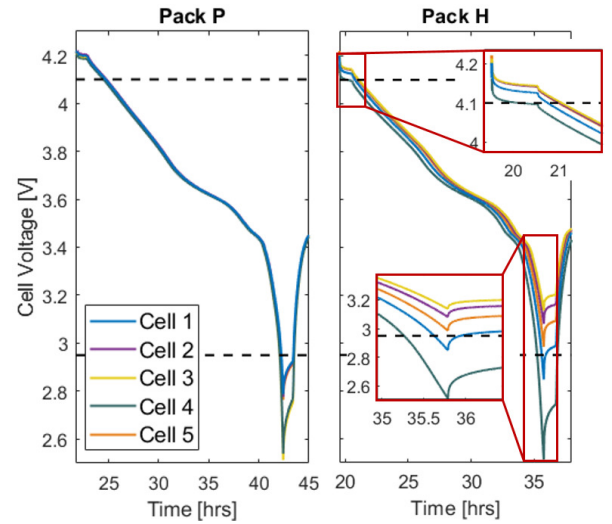 Pack P
Pack H
Cell Voltage [V]
4.2
4
3.8
3.6
3.4
3.2
3
2.8
2.6
Cell 1
Cell 2
Cell 3
Cell 4
Cell 5
25 30 35 40 45
Time [hrs]
4.2
4.1
4
20 21
3.2
3
2.8
2.6
35 35.5 36
20 25 30 35
Time [hrs]